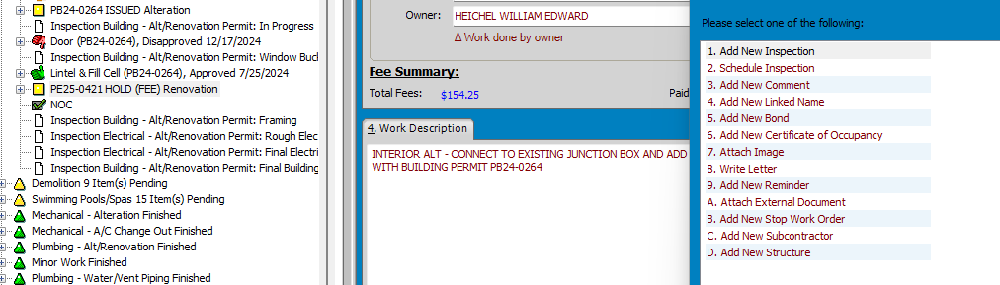 PB24-0264 ISSUED Alteration
Inspection Building - Alt/Renovation Permit: In Progress
Door (PB24-0264), Disapproved 12/17/2024
Inspection Building - Alt/Renovation Permit: Window Buck
Lintel & Fill Cell (PB24-0264), Approved 7/25/2024
PE25-0421 HOLD (FEE) Renovation
NOC
Inspection Building - Alt/Renovation Permit: Framing
Inspection Electrical - Alt/Renovation Permit: Rough Elec
Inspection Electrical - Alt/Renovation Permit: Final Electri
Inspection Building - Alt/Renovation Permit: Final Building
Demolition 9 Item(s) Pending
Swimming Pools/Spas 15 Item(s) Pending
Mechanical - Alteration Finished
Mechanical - A/C Change Out Finished
Plumbing - Alt/Renovation Finished
Minor Work Finished
Plumbing - Water/Vent Piping Finished
Owner: HEICHEL WILLIAM EDWARD
Δ Work done by owner
Fee Summary:
Total Fees: $154.25 Paid
4. Work Description
INTERIOR ALT - CONNECT TO EXISTING JUNCTION BOX AND ADD
WITH BUILDING PERMIT PB24-0264
Please select one of the following:
1. Add New Inspection
2. Schedule Inspection
3. Add New Comment
4. Add New Linked Name
5. Add New Bond
6. Add New Certificate of Occupancy
7. Attach Image
8. Write Letter
9. Add New Reminder
A. Attach External Document
B. Add New Stop Work Order
C. Add New Subcontractor
D. Add New Structure